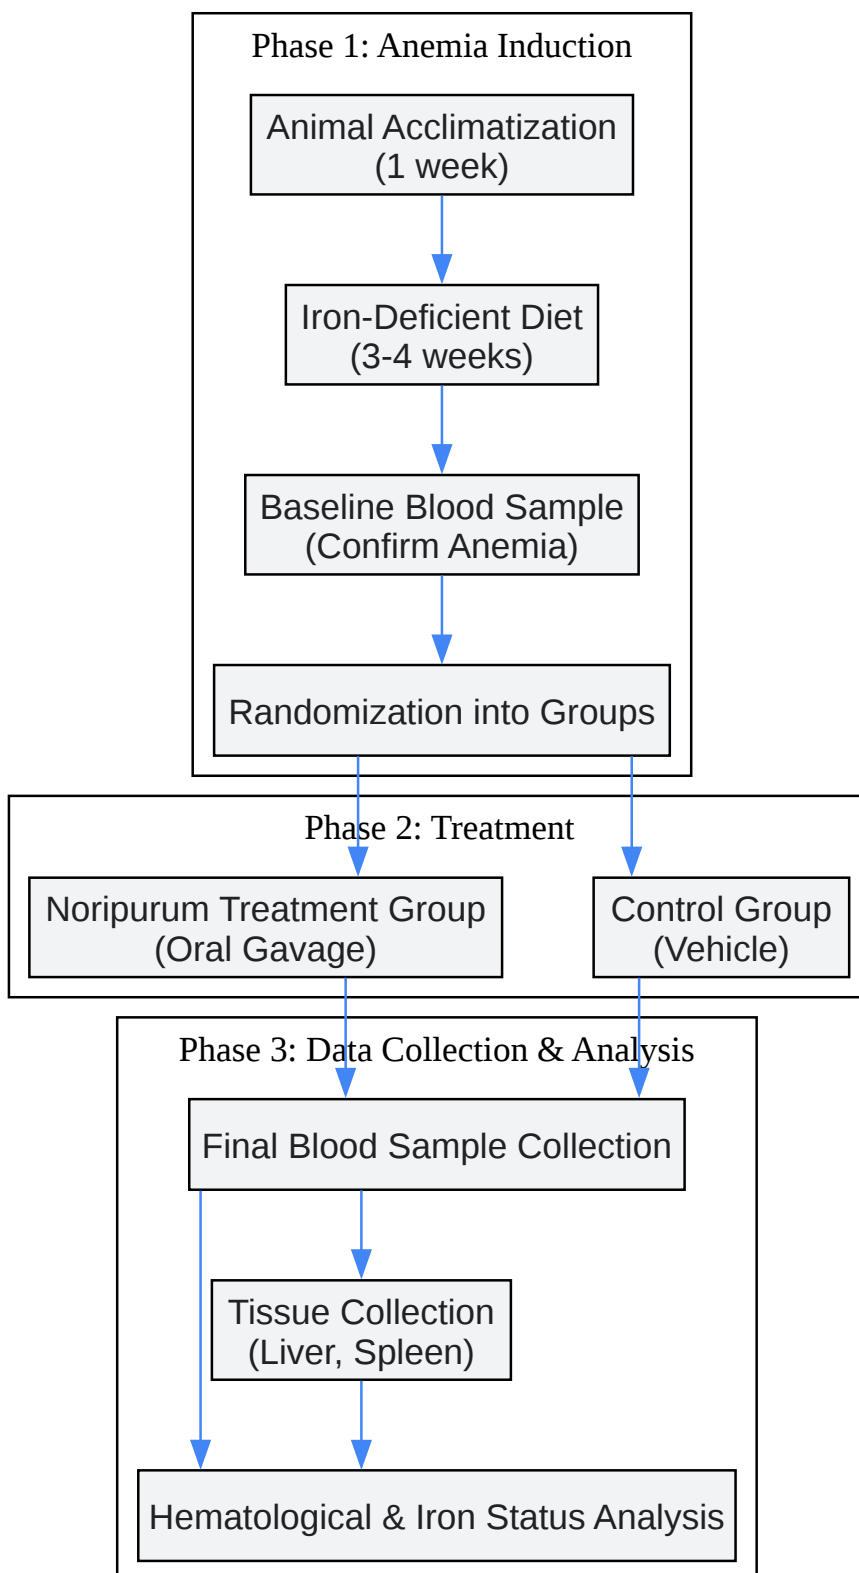 Phase 1: Anemia Induction
Animal Acclimatization
(1 week)
Iron-Deficient Diet
(3-4 weeks)
Baseline Blood Sample
(Confirm Anemia)
Randomization into Groups
Phase 2: Treatment
Noripurum Treatment Group
(Oral Gavage)
Control Group
(Vehicle)
Phase 3: Data Collection & Analysis
Final Blood Sample Collection
Tissue Collection
(Liver, Spleen)
Hematological & Iron Status Analysis